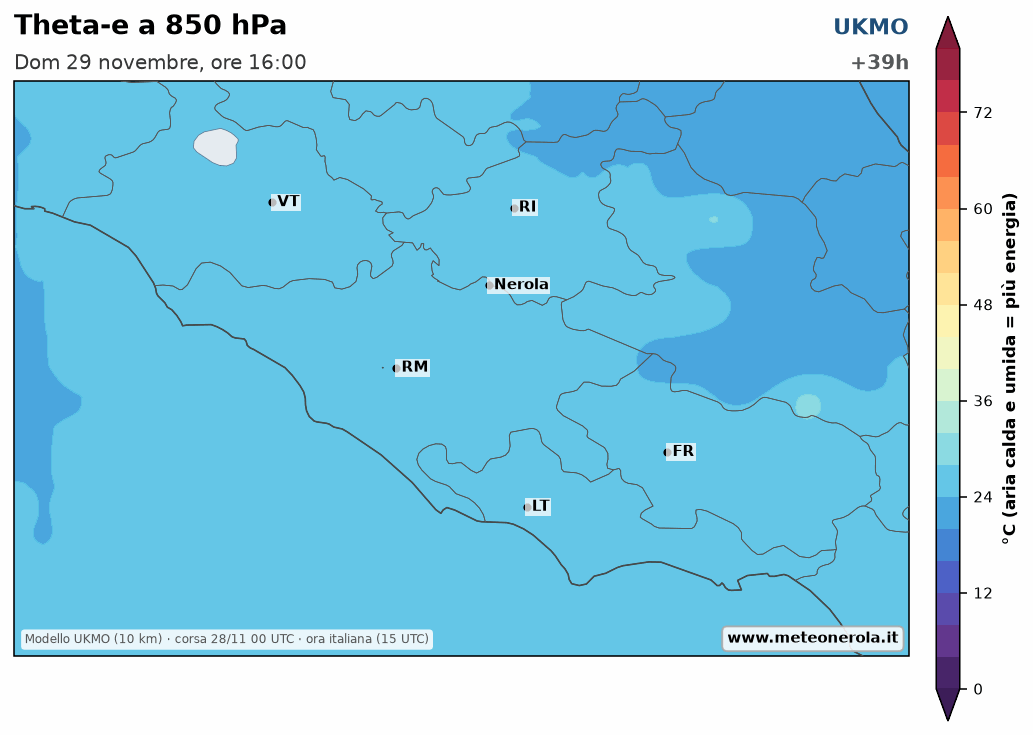 Theta-e a 850 hPa
UKMO
Dom 29 novembre, ore 16:00
+39h
VT
RI
Nerola
RM
FR
LT
Modello UKMO (10 km) · corsa 28/11 00 UTC · ora italiana (15 UTC)
www.meteonerola.it
72
60
48
36
24
12
0
°C (aria calda e umida = più energia)